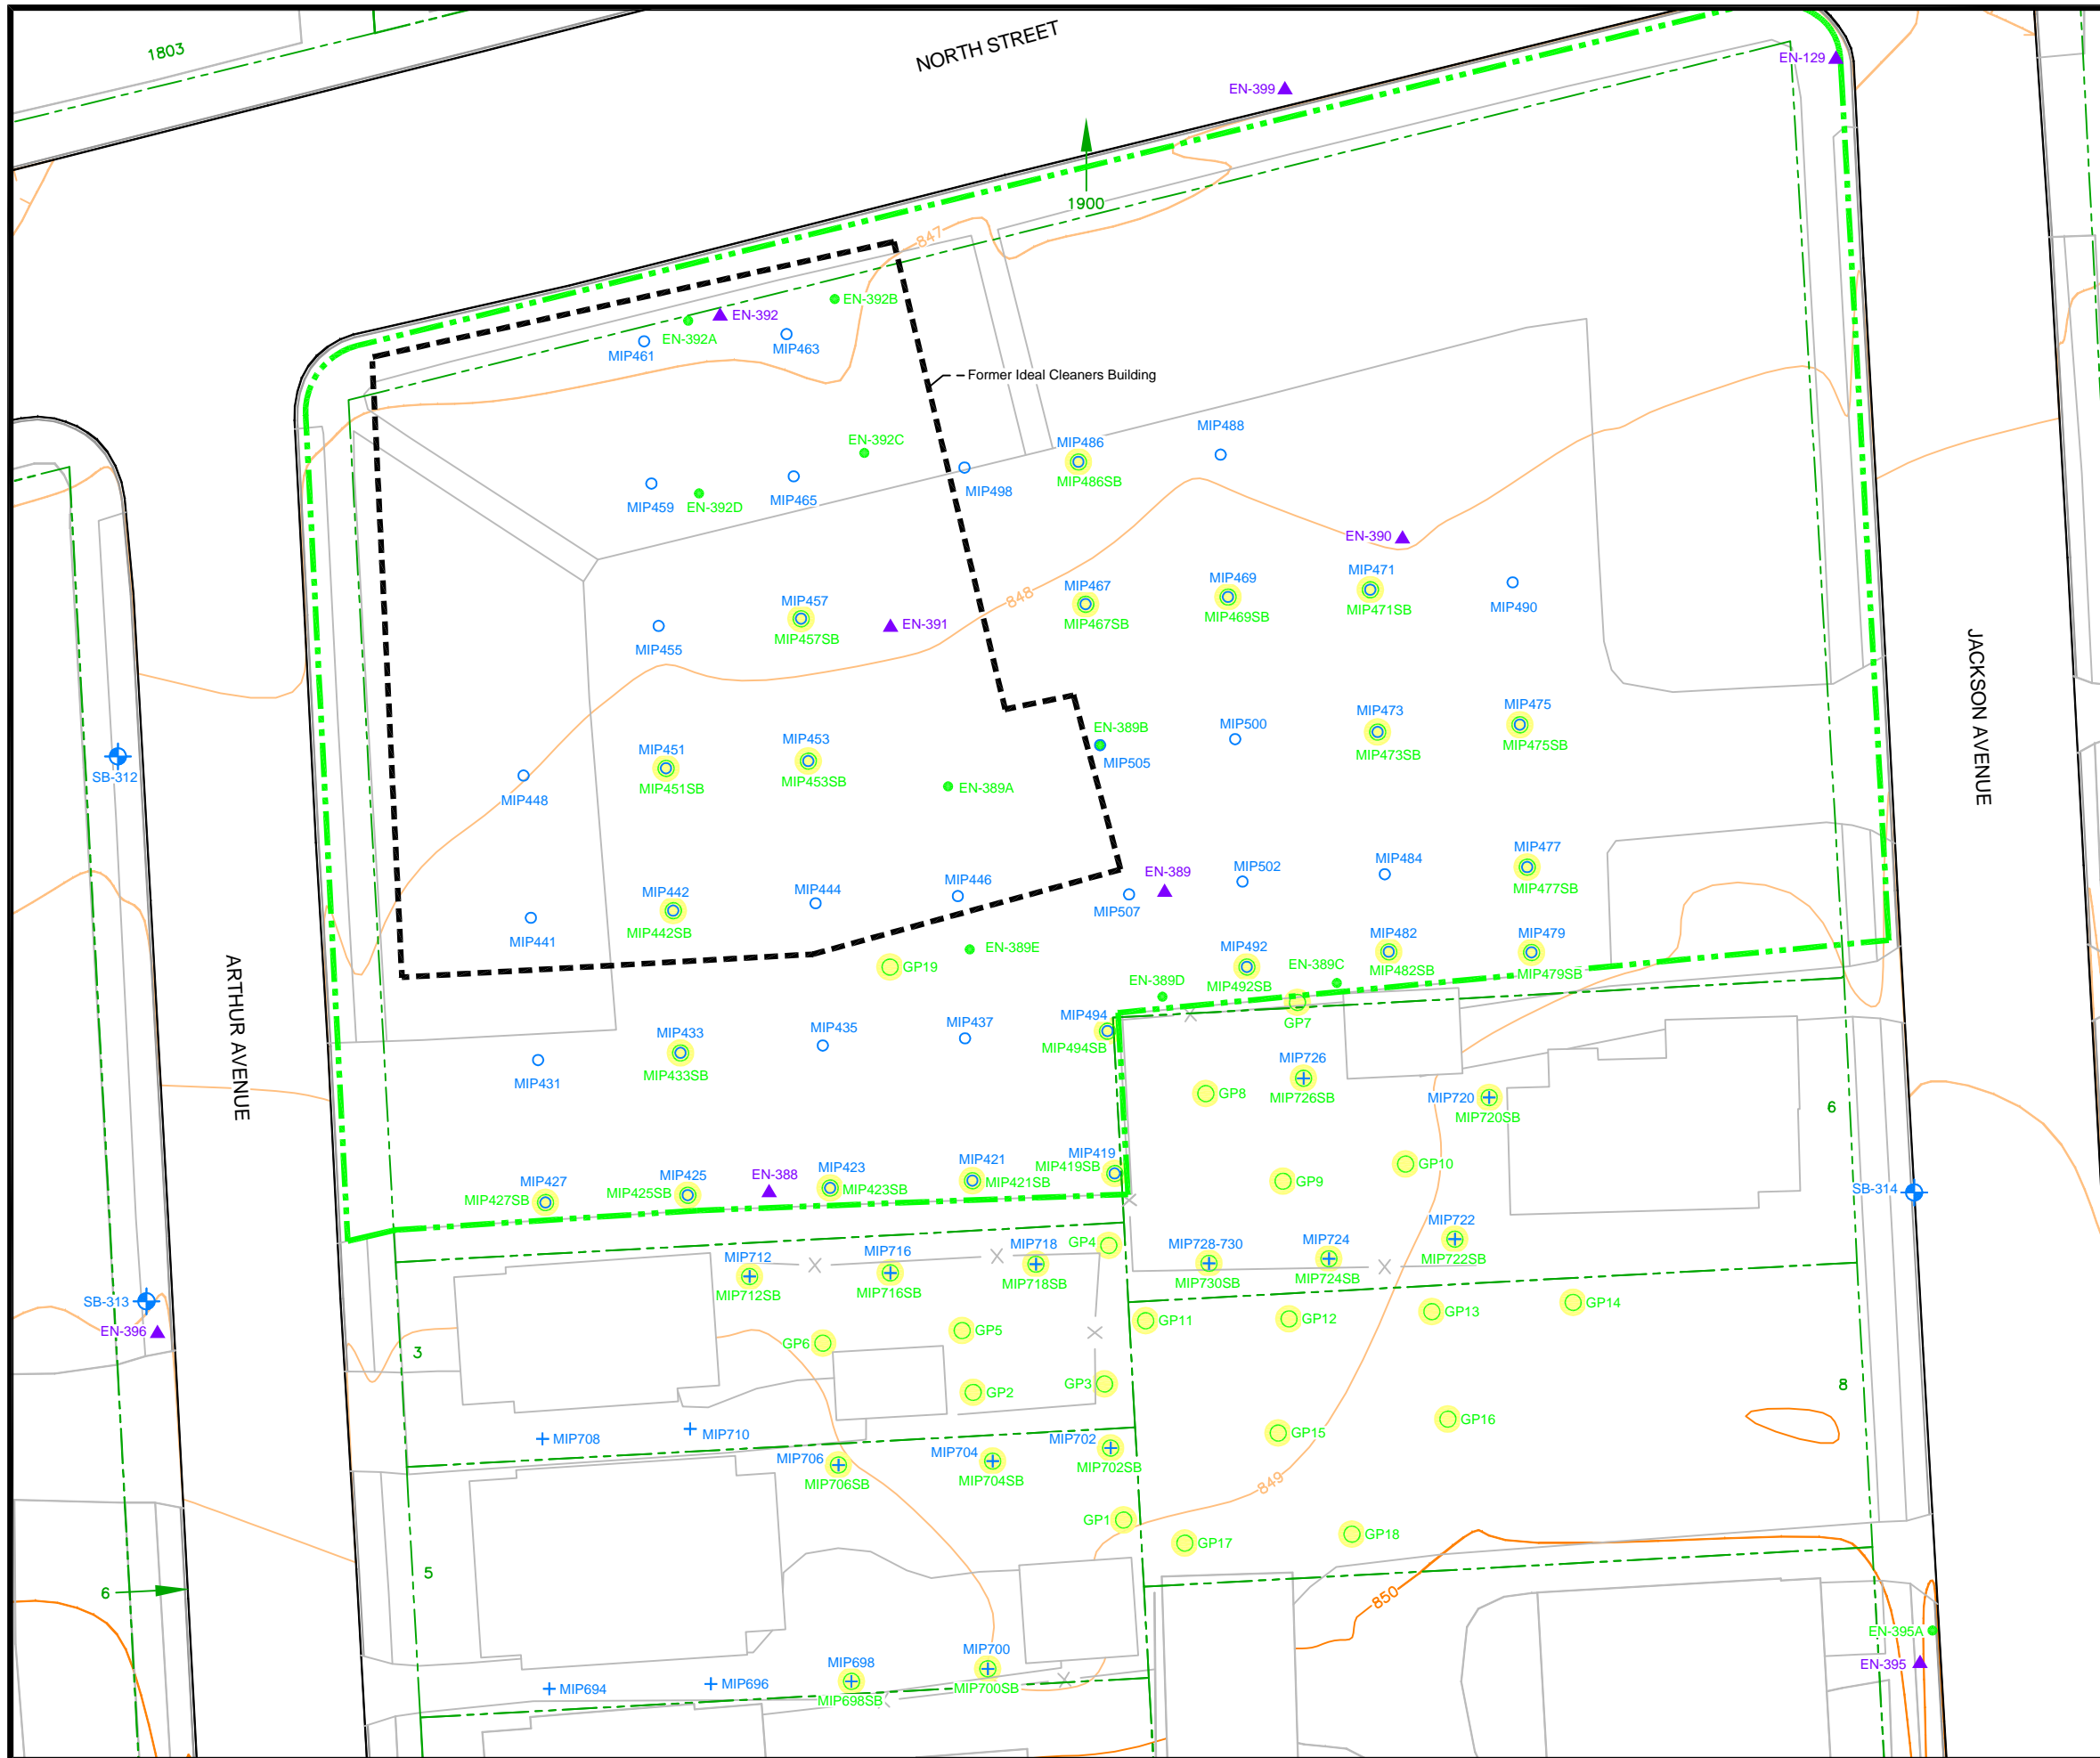 1803
NORTH STREET
EN-129
EN-399
1900
847
EN-392B
EN-392
EN-392A
MIP461
MIP463
Former Ideal Cleaners Building
EN-392C
MIP486
MIP488
MIP459
EN-392D
MIP465
MIP498
MIP486SB
EN-390
MIP457
848
MIP467
MIP469
MIP471
MIP455
MIP457SB
EN-391
MIP467SB
MIP469SB
MIP471SB
MIP490
JACKSON AVENUE
SB-312
MIP448
MIP451
MIP451SB
MIP453
MIP453SB
EN-389A
EN-389B
MIP505
MIP500
MIP473
MIP473SB
MIP475
MIP475SB
MIP441
MIP442
MIP442SB
MIP444
MIP446
EN-389
MIP507
MIP502
MIP484
MIP477
MIP477SB
ARTHUR AVENUE
GP19
EN-389E
EN-389D
MIP492
MIP492SB
EN-389C
MIP482
MIP482SB
MIP479
MIP479SB
MIP431
MIP433
MIP433SB
MIP435
MIP437
MIP494
MIP494SB
GP7
MIP726
MIP726SB
GP8
MIP720
MIP720SB
6
MIP427
MIP427SB
MIP425
MIP425SB
EN-388
MIP423
MIP423SB
MIP421
MIP421SB
MIP419
MIP419SB
GP9
GP10
SB-314
MIP712
MIP712SB
MIP716
MIP716SB
MIP718
MIP718SB
GP4
MIP728-730
MIP730SB
MIP724
MIP724SB
MIP722
MIP722SB
SB-313
EN-396
3
GP6
GP5
GP11
GP12
GP13
GP14
GP2
GP3
8
MIP708
MIP710
MIP706
MIP706SB
MIP704
MIP704SB
MIP702
MIP702SB
GP15
GP16
849
GP1
GP17
GP18
6
5
850
EN-395A
EN-395
MIP694
MIP696
MIP698
MIP698SB
MIP700
MIP700SB